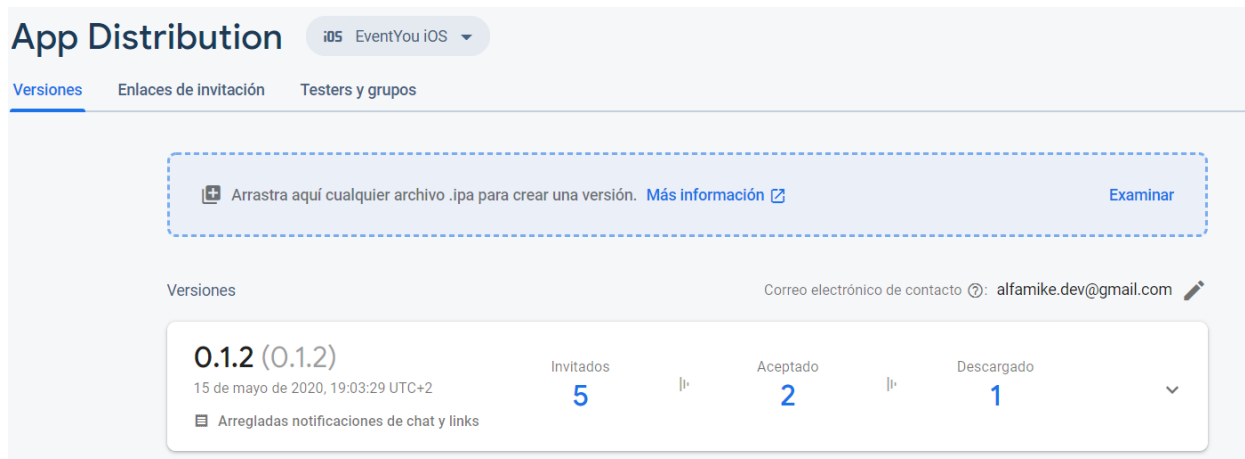 App Distribution
iOS EventYou iOS
Versiones Enlaces de invitación Testers y grupos
Arrastra aquí cualquier archivo .ipa para crear una versión. Más información Examinar
Versiones Correo electrónico de contacto ?: alfamike.dev@gmail.com
0.1.2 (0.1.2) Invitados Aceptado Descargado
15 de mayo de 2020, 19:03:29 UTC+2 5 2 1
Arregladas notificaciones de chat y links